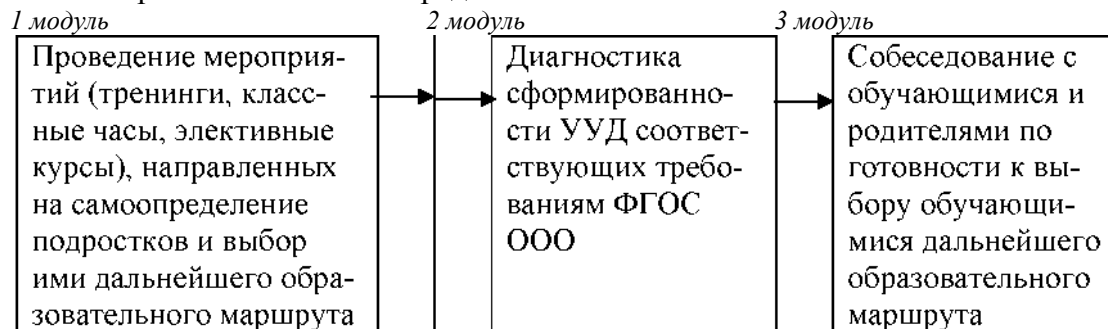 1 модуль
2 модуль
3 модуль
Проведение мероприя-
тий (тренинги, класс-
ные часы, элективные
курсы), направленных
на самоопределение
подростков и выбор
ими дальнейшего обра-
зовательного маршрута
Диагностика
сформированно-
сти УУД соответ-
ствующих требо-
ваниям ФГОС
ООО
Собеседование с
обучающимися и
родителями по
готовности к вы-
бору обучающи-
мися дальнейшего
образовательного
маршрута